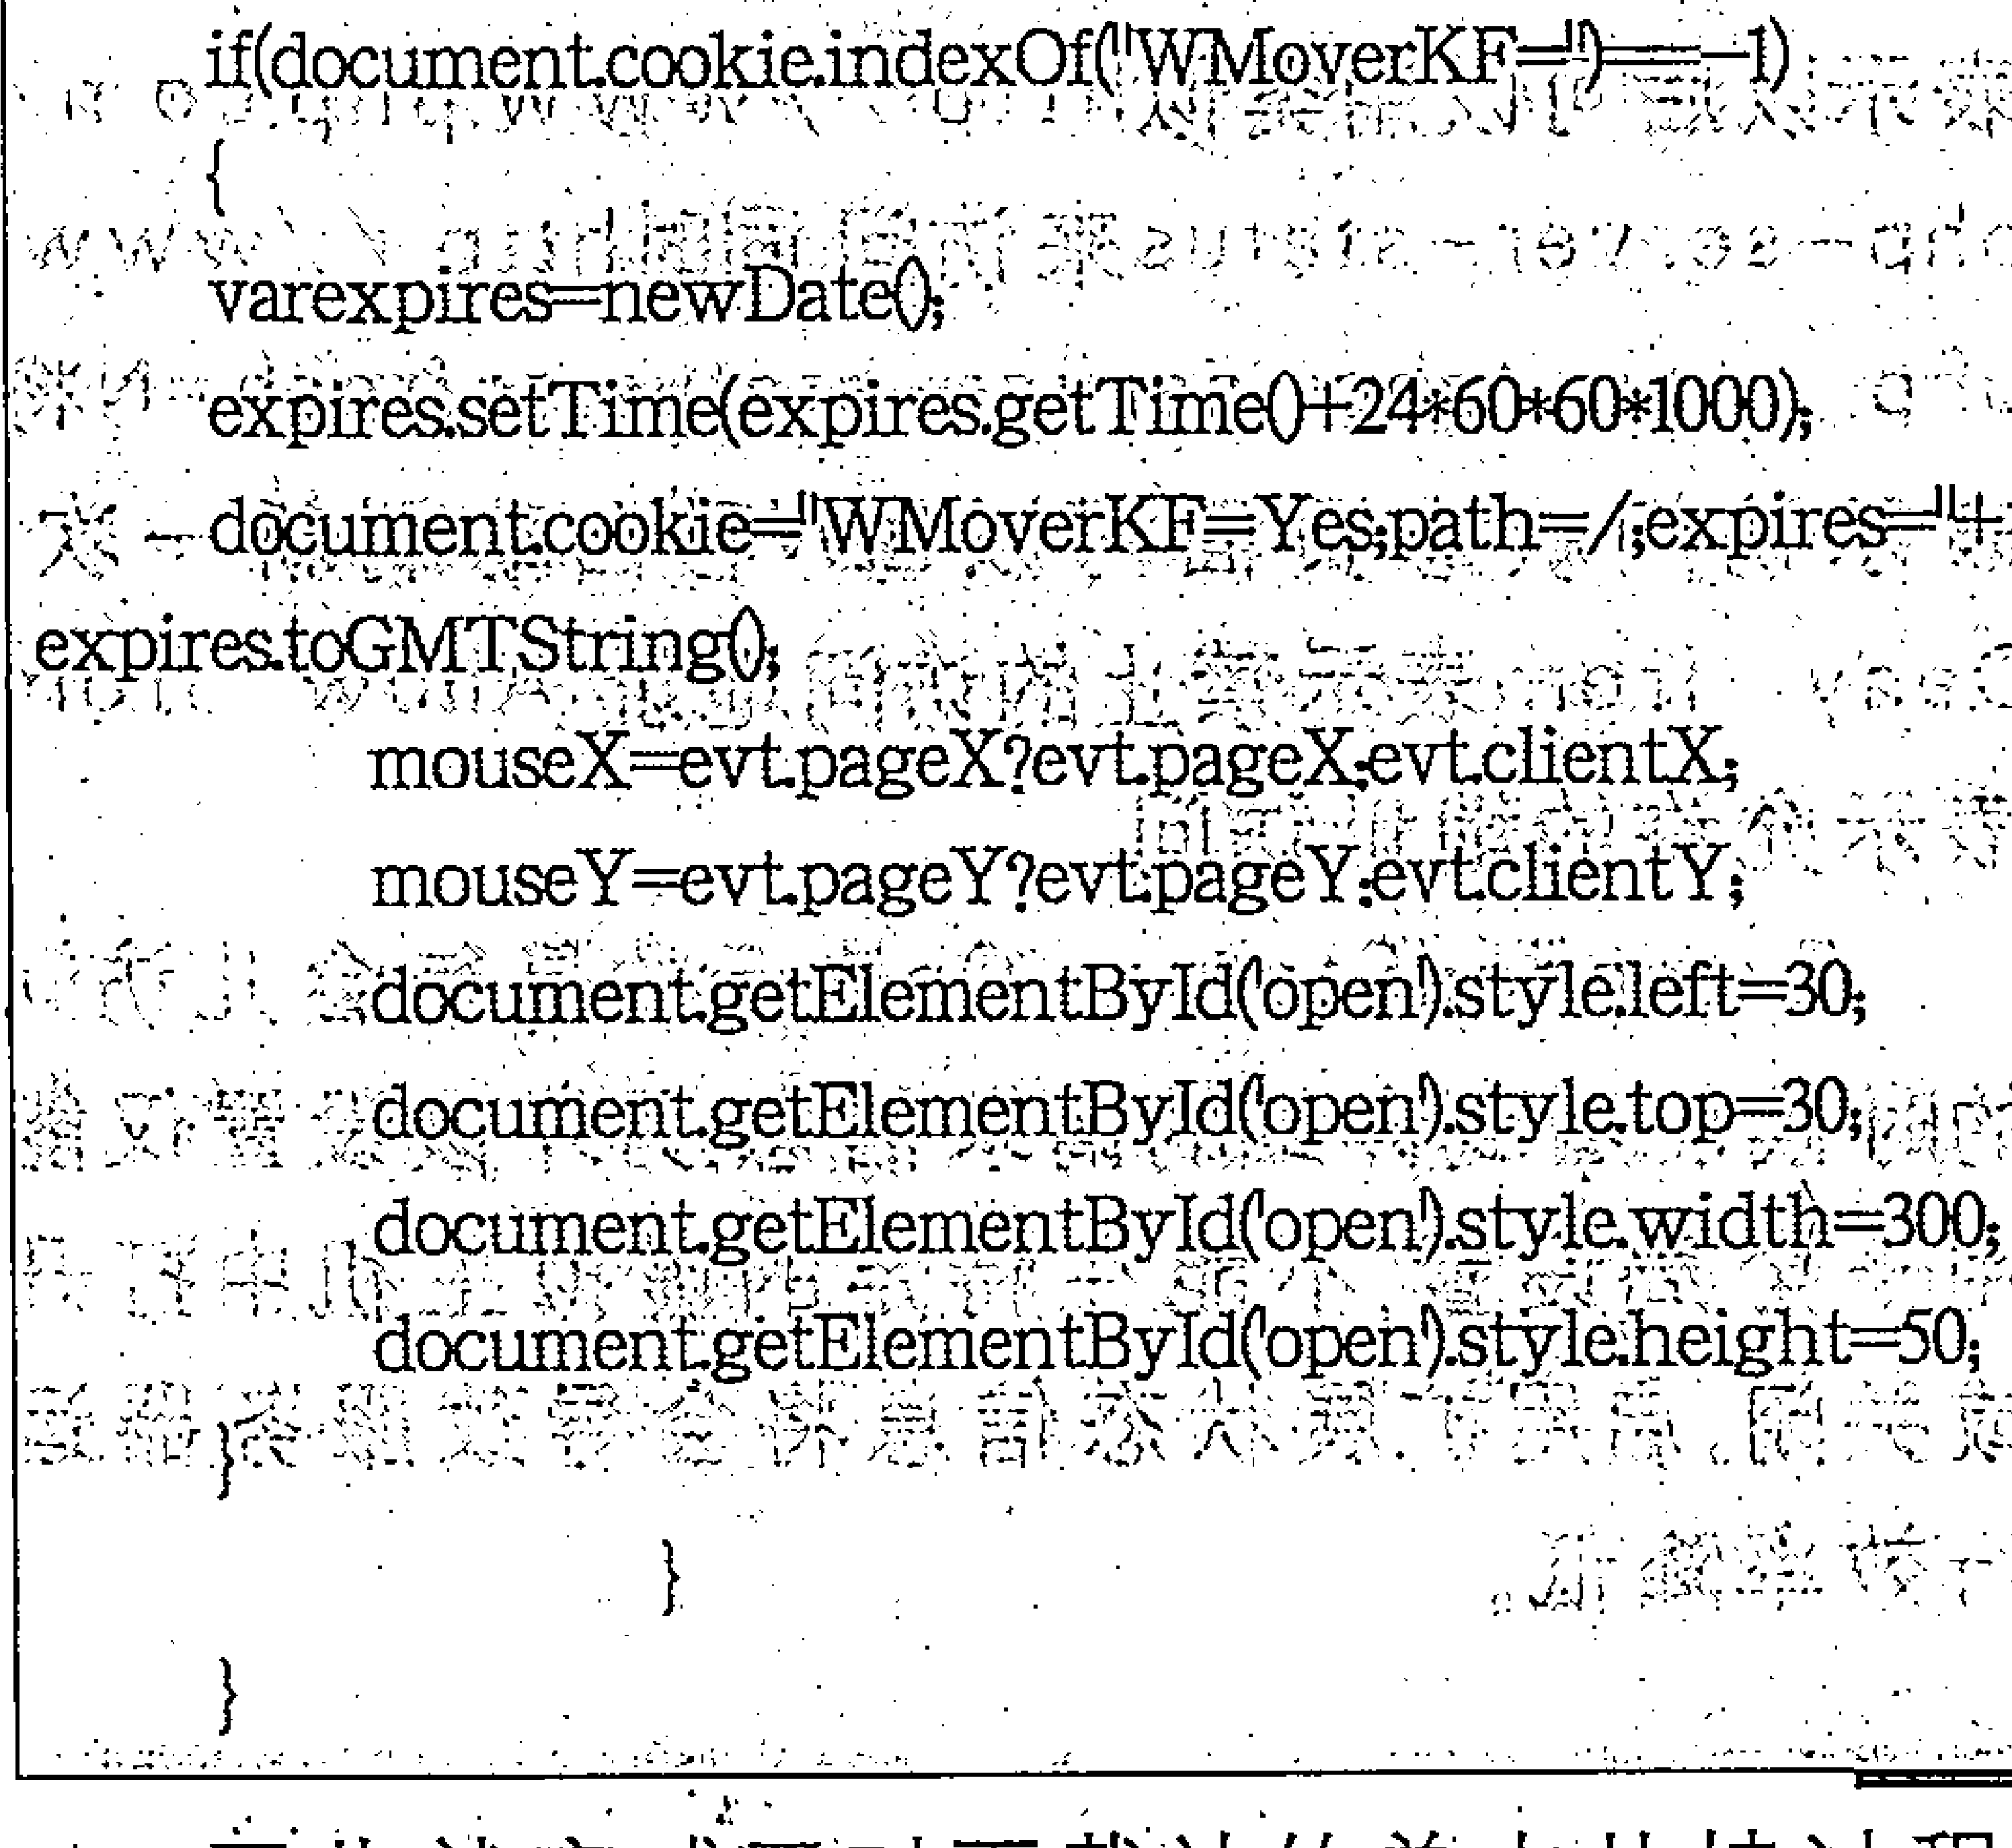 if(document.cookie.indexOf("WMoverKF=")==-1)
{
varexpires=newDate();
expires.setTime(expires.getTime()+24*60*60*1000);
document.cookie="WMoverKF=Yes;path=/;expires="+
expires.toGMTString();
mouseX=evt.pageX?evt.pageX:evt.clientX;
mouseY=evt.pageY?evt.pageY:evt.clientY;
document.getElementById('open').style.left=30;
document.getElementById('open').style.top=30;
document.getElementById('open').style.width=300;
document.getElementById('open').style.height=50;
}
}
}